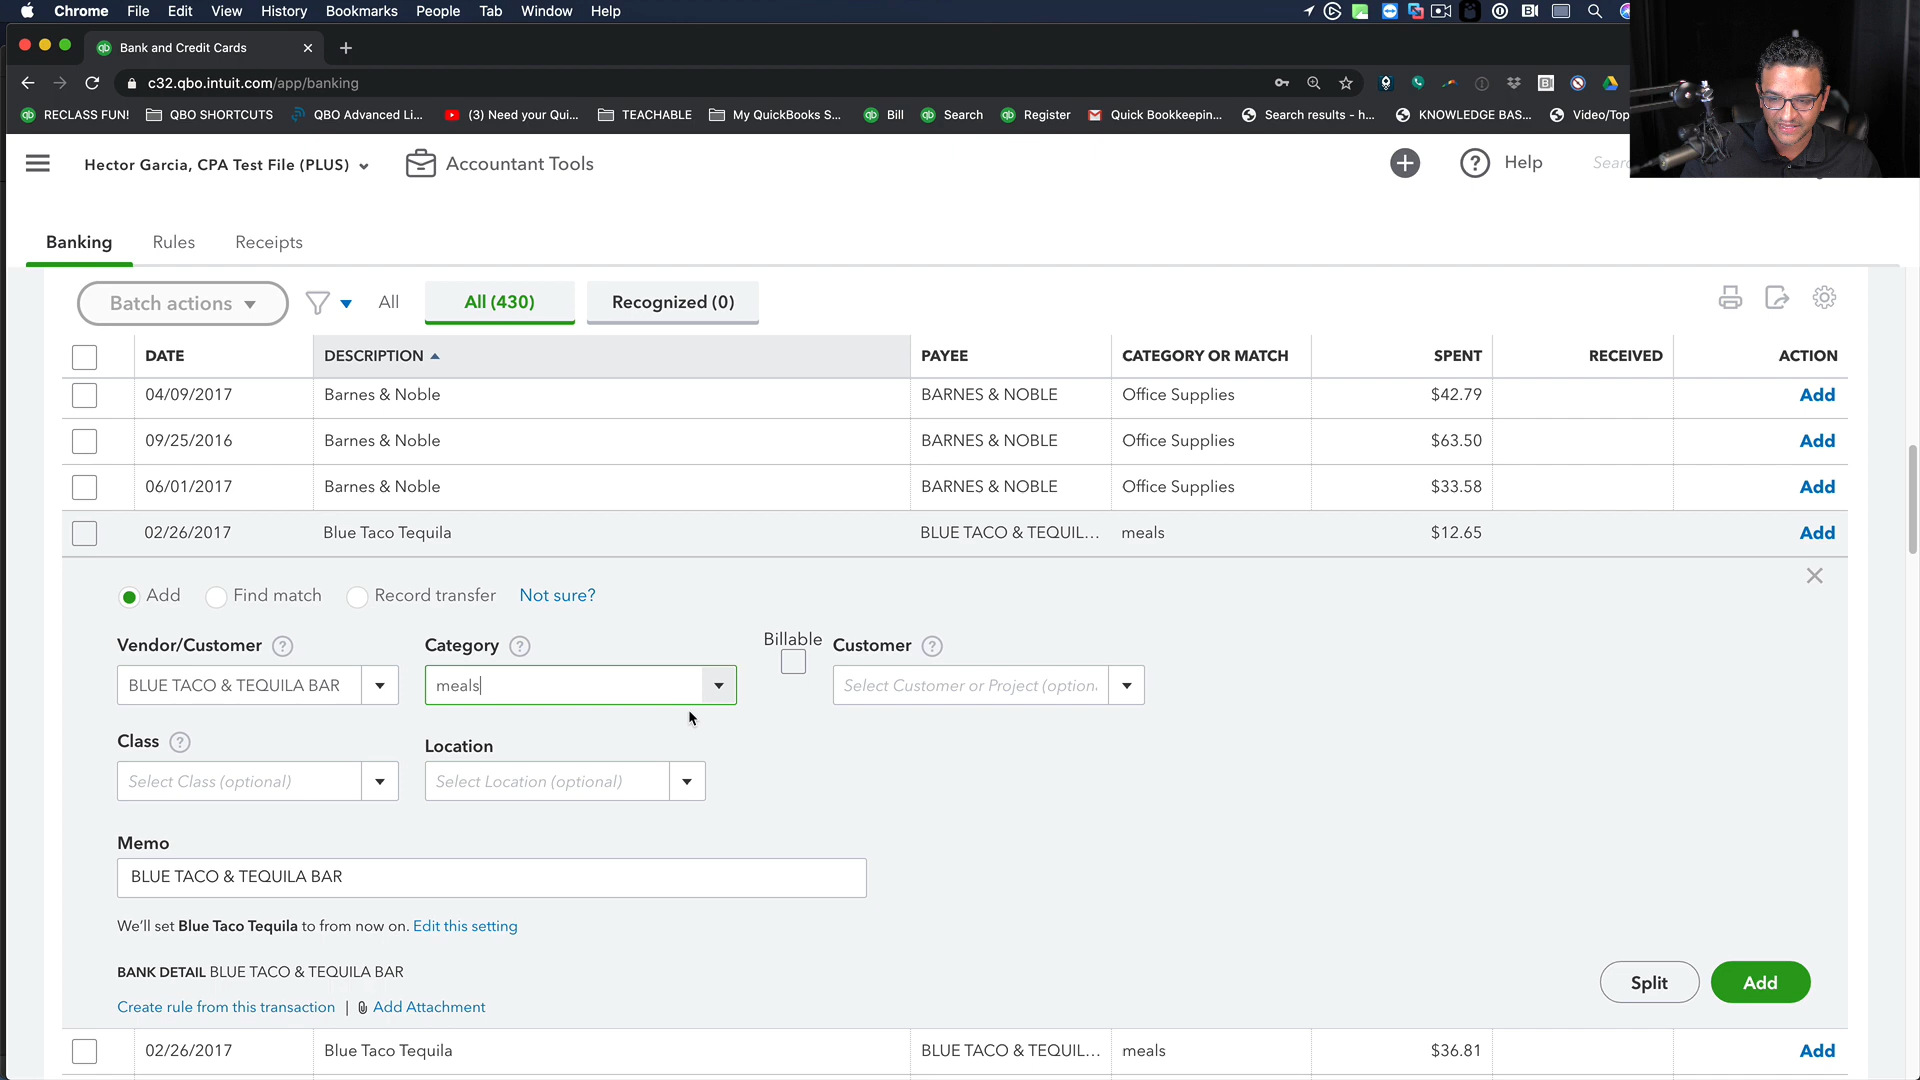 Chrome File Edit View History Bookmarks People Tab Window Help
Bank and Credit Cards
c32.qbo.intuit.com/app/banking
RECLASS FUN! QBO SHORTCUTS QBO Advanced Li... (3) Need your Qui... TEACHABLE My QuickBooks S... Bill Search Register Quick Bookkeepin... Search results - h... KNOWLEDGE BAS... Video/Top
Hector Garcia, CPA Test File (PLUS) Accountant Tools Help
Banking Rules Receipts
Batch actions All All (430) Recognized (0)
DATE DESCRIPTION PAYEE CATEGORY OR MATCH SPENT RECEIVED ACTION
04/09/2017 Barnes & Noble BARNES & NOBLE Office Supplies $42.79 Add
09/25/2016 Barnes & Noble BARNES & NOBLE Office Supplies $63.50 Add
06/01/2017 Barnes & Noble BARNES & NOBLE Office Supplies $33.58 Add
02/26/2017 Blue Taco Tequila BLUE TACO & TEQUIL... meals $12.65 Add
Add Find match Record transfer Not sure?
Vendor/Customer ? Category ? Billable Customer ?
BLUE TACO & TEQUILA BAR meals Select Customer or Project (option
Class ? Location
Select Class (optional) Select Location (optional)
Memo
BLUE TACO & TEQUILA BAR
We'll set Blue Taco Tequila to from now on. Edit this setting
BANK DETAIL BLUE TACO & TEQUILA BAR
Split Add
Create rule from this transaction | Add Attachment
02/26/2017 Blue Taco Tequila BLUE TACO & TEQUIL... meals $36.81 Add